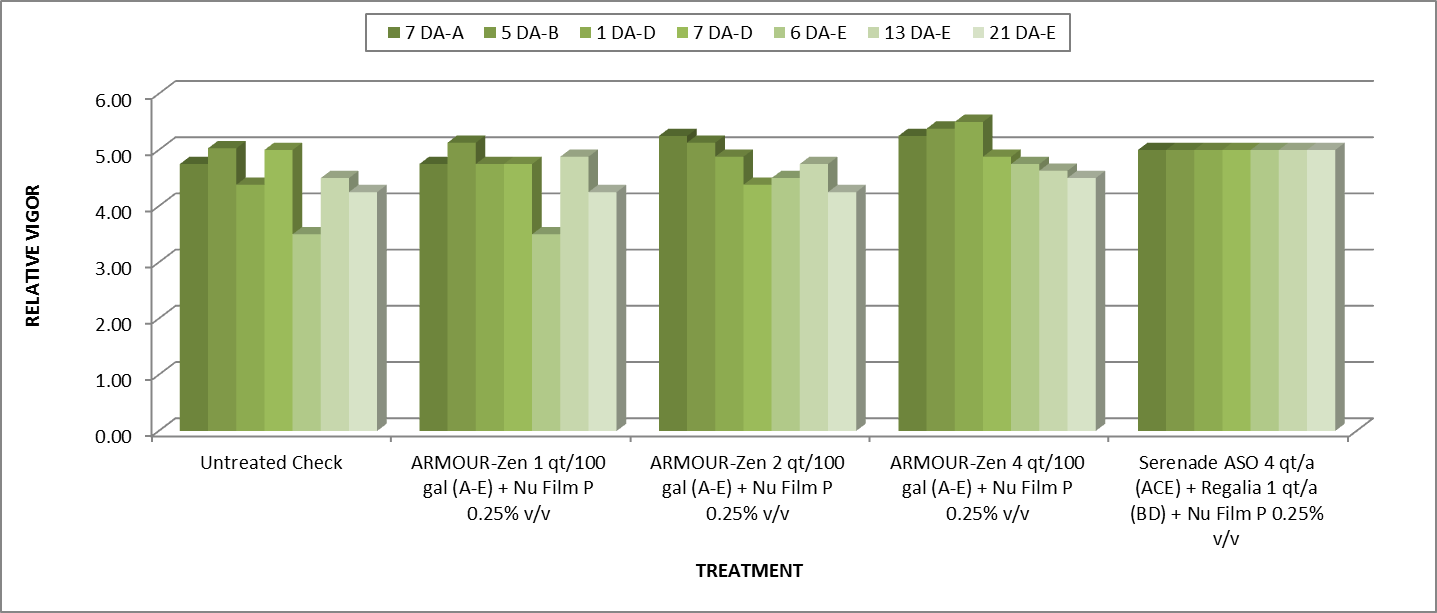 7 DA-A 5 DA-B 1 DA-D 7 DA-D 6 DA-E 13 DA-E 21 DA-E
6.00
5.00
4.00
3.00
2.00
1.00
0.00
RELATIVE VIGOR
Untreated Check
ARMOUR-Zen 1 qt/100
gal (A-E) + Nu Film P
0.25% v/v
ARMOUR-Zen 2 qt/100
gal (A-E) + Nu Film P
0.25% v/v
ARMOUR-Zen 4 qt/100
gal (A-E) + Nu Film P
0.25% v/v
Serenade ASO 4 qt/a
(ACE) + Regalia 1 qt/a
(BD) + Nu Film P 0.25%
v/v
TREATMENT